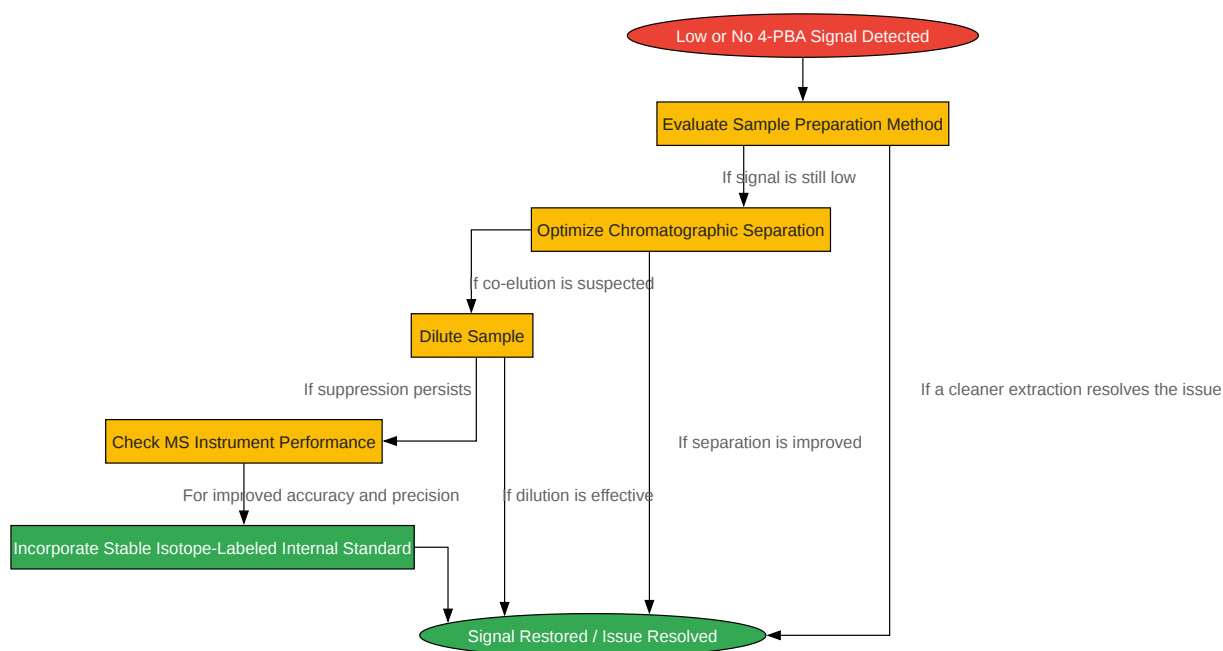 Low or No 4-PBA Signal Detected
Evaluate Sample Preparation Method
If signal is still low
Optimize Chromatographic Separation
If co-elution is suspected
Dilute Sample
If suppression persists
If a cleaner extraction resolves the issue
Check MS Instrument Performance
If separation is improved
For improved accuracy and precision
If dilution is effective
Incorporate Stable Isotope-Labeled Internal Standard
Signal Restored / Issue Resolved